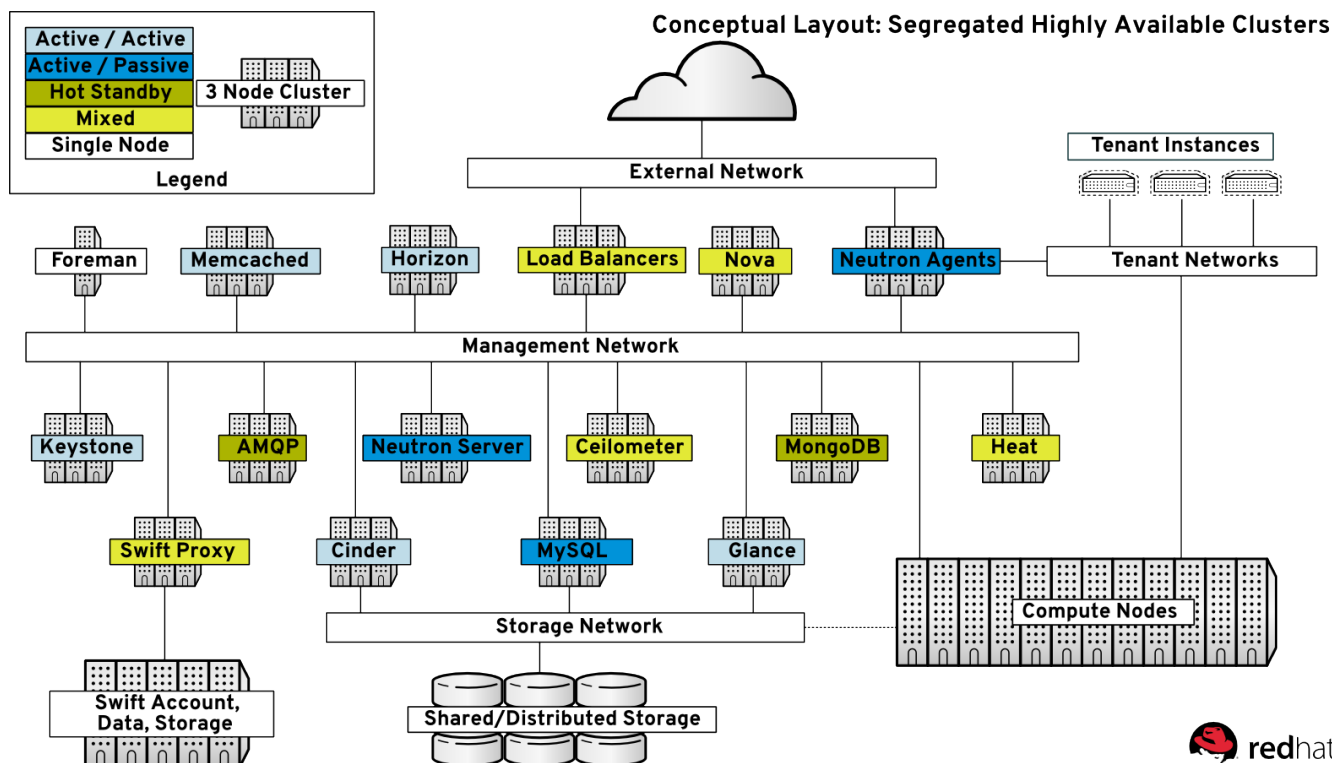 Conceptual Layout: Segregated Highly Available Clusters
Active / Active
Active / Passive
Hot Standby
Mixed
Single Node
3 Node Cluster
Legend
External Network
Tenant Instances
Foreman
Memcached
Horizon
Load Balancers
Nova
Neutron Agents
Tenant Networks
Management Network
Keystone
AMQP
Neutron Server
Ceilometer
MongoDB
Heat
Swift Proxy
Cinder
MySQL
Glance
Compute Nodes
Storage Network
Swift Account,
Data, Storage
Shared/Distributed Storage
redhat